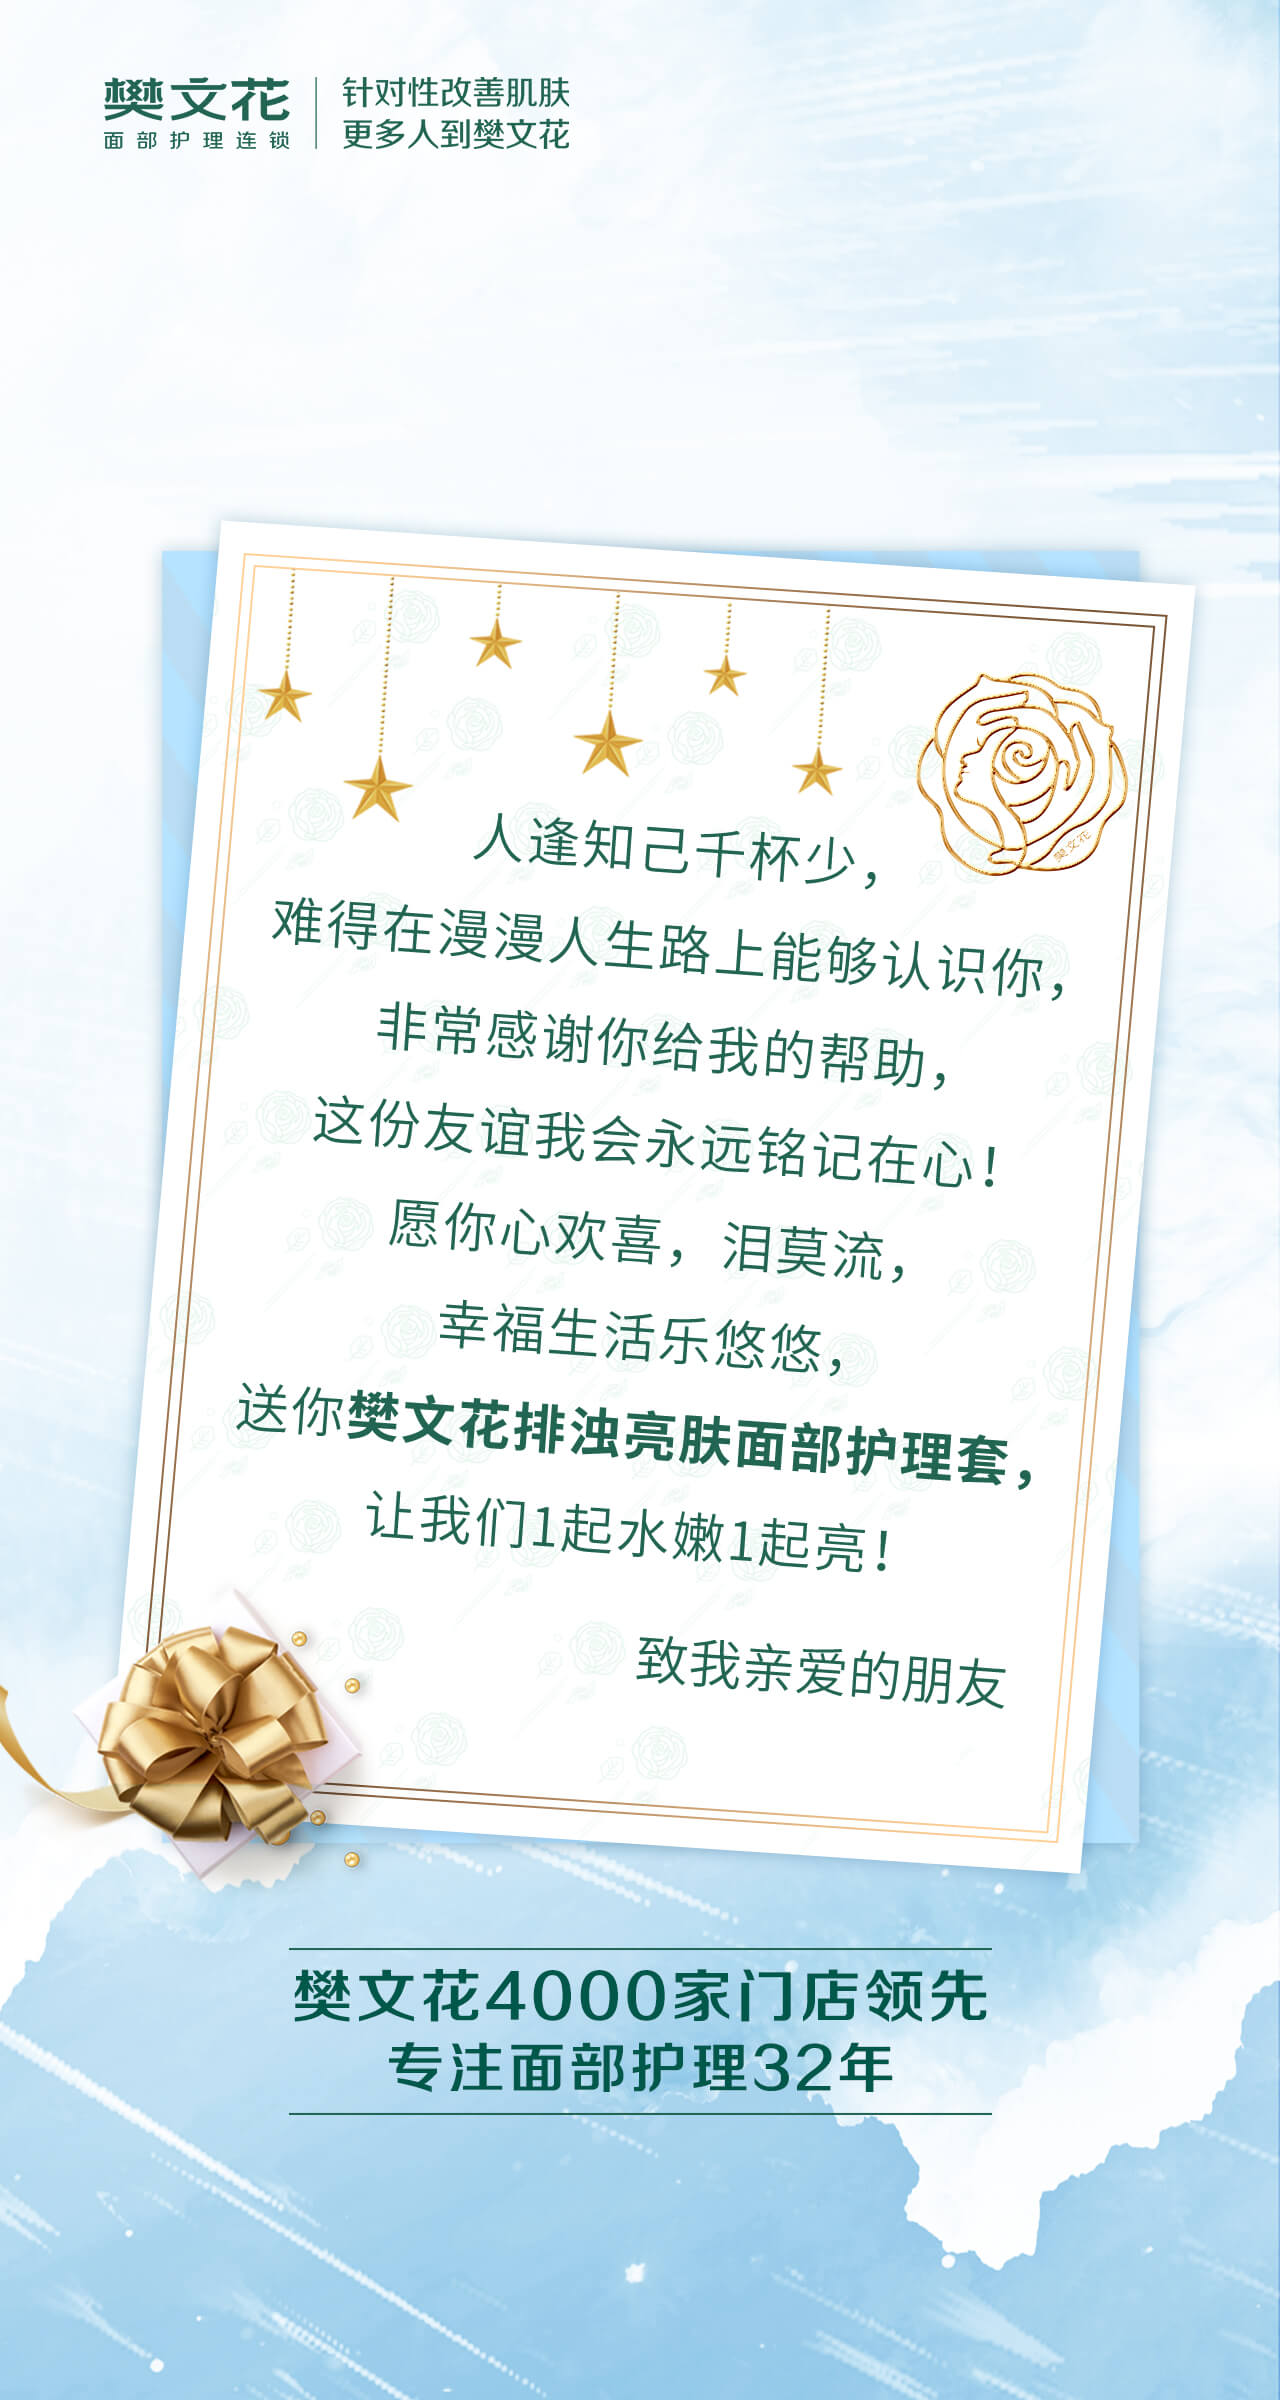 樊文花
面部护理连锁
针对性改善肌肤
更多人到樊文花
樊文花
人逢知己千杯少，
难得在漫漫人生路上能够认识你，
非常感谢你给我的帮助，
这份友谊我会永远铭记在心！
愿你心欢喜，泪莫流，
幸福生活乐悠悠，
送你樊文花排浊亮肤面部护理套，
让我们1起水嫩1起亮！
致我亲爱的朋友
樊文花4000家门店领先
专注面部护理32年